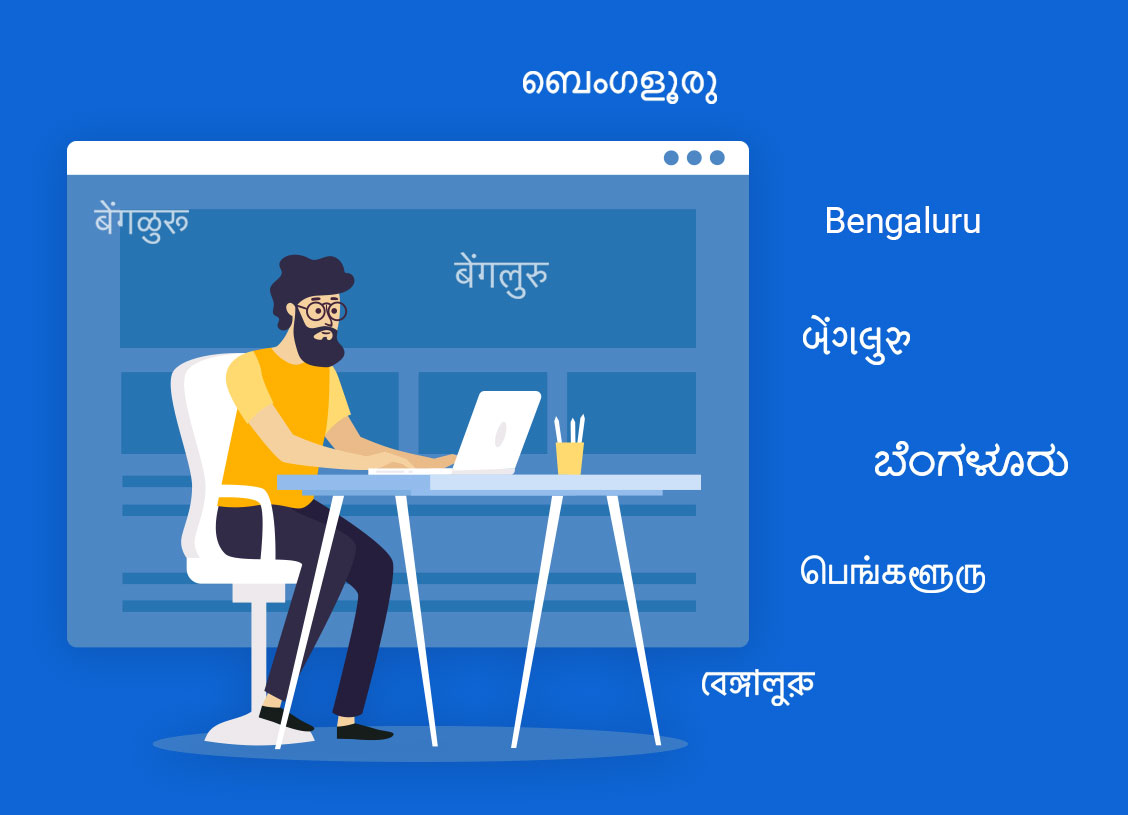 ബെംഗളൂരു
बेंगळुरू
Bengaluru
बेंगलुरु
બેંગલુરુ
ಬೆಂಗಳೂರು
பெங்களூரு
বেঙ্গালুরু